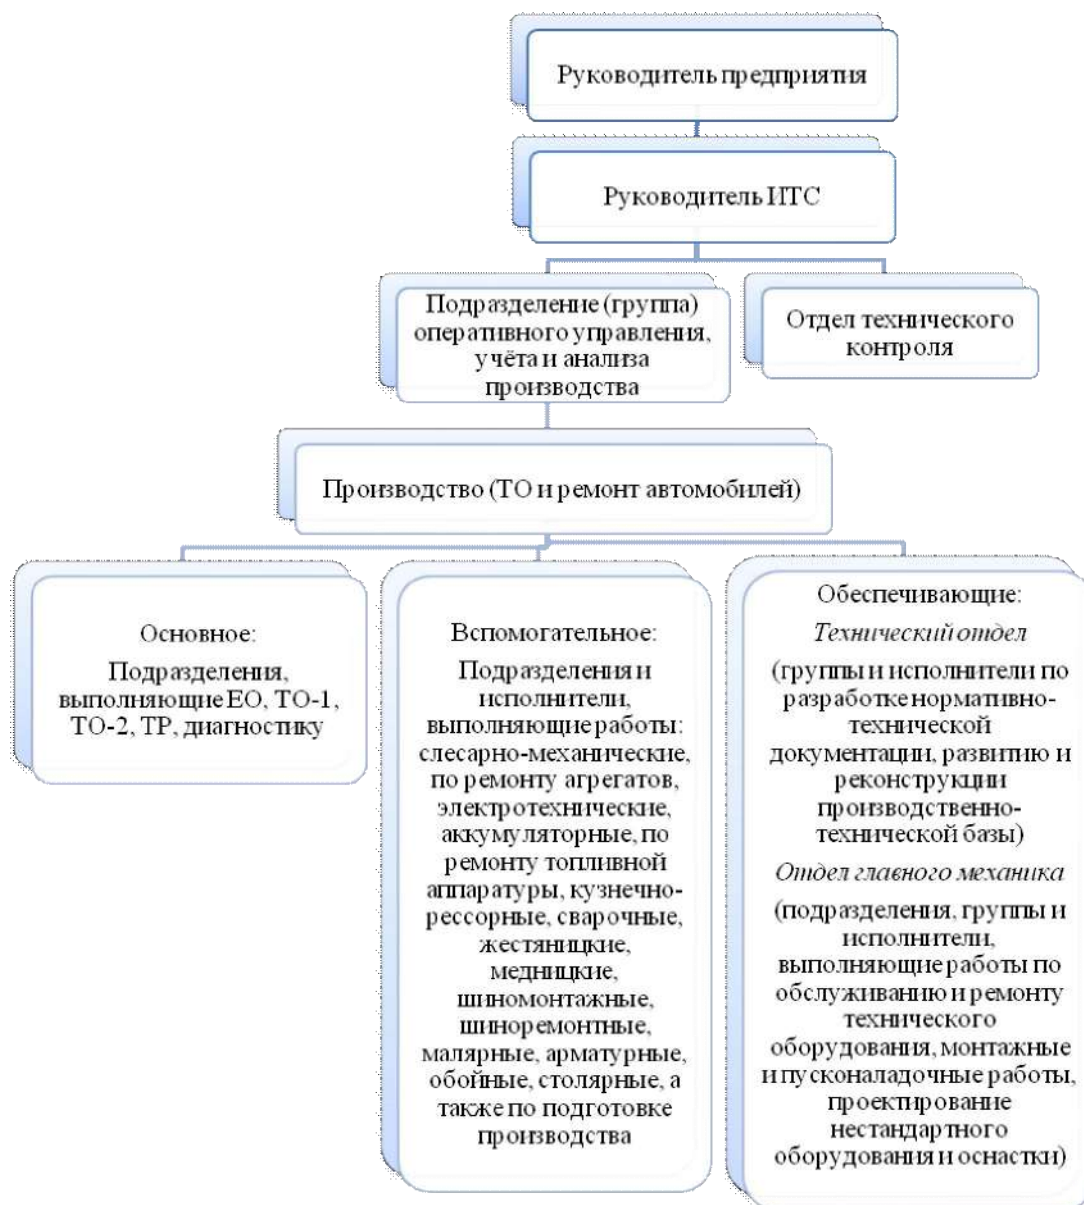 Руководитель предприятия
Руководитель ИТС
Подразделение (группа)
оперативного управления,
учёта и анализа
производства
Отдел технического
контроля
Производство (ТО и ремонт автомобилей)
Основное:
Подразделения,
выполняющие ЕО, ТО-1,
ТО-2, ТР, диагностику
Вспомогательное:
Подразделения и
исполнители,
выполняющие работы:
слесарно-механические,
по ремонту агрегатов,
электротехнические,
аккумуляторные, по
ремонту топливной
аппаратуры, кузнечно-
рессорные, сварочные,
жестяницкие,
медницкие,
шиномонтажные,
шиноремонтные,
малярные, арматурные,
обойные, столярные, а
также по подготовке
производства
Обеспечивающие:
Технический отдел
(группы и исполнители по
разработке нормативно-
технической
документации, развитию и
реконструкции
производственно-
технической базы)
Отдел главного механика
(подразделения, группы и
исполнители,
выполняющие работы по
обслуживанию и ремонту
технического
оборудования, монтажные
и пусконаладочные работы,
проектирование
нестандартного
оборудования и оснастки)